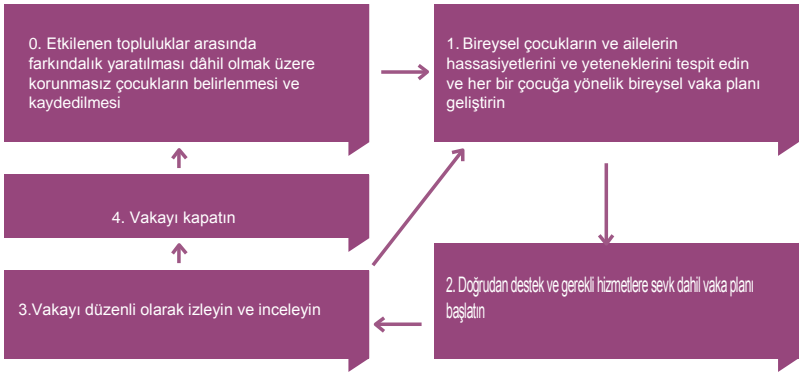 0. Etkilenen topluluklar arasında
farkındalık yaratılması dâhil olmak üzere
korunmasız çocukların belirlenmesi ve
kaydedilmesi
1. Bireysel çocukların ve ailelerin
hassasiyetlerini ve yeteneklerini tespit edin
ve her bir çocuğa yönelik bireysel vaka planı
geliştirin
4. Vakayı kapatın
3.Vakayı düzenli olarak izleyin ve inceleyin
2. Doğrudan destek ve gerekli hizmetlere sevk dahil vaka planı
başlatın